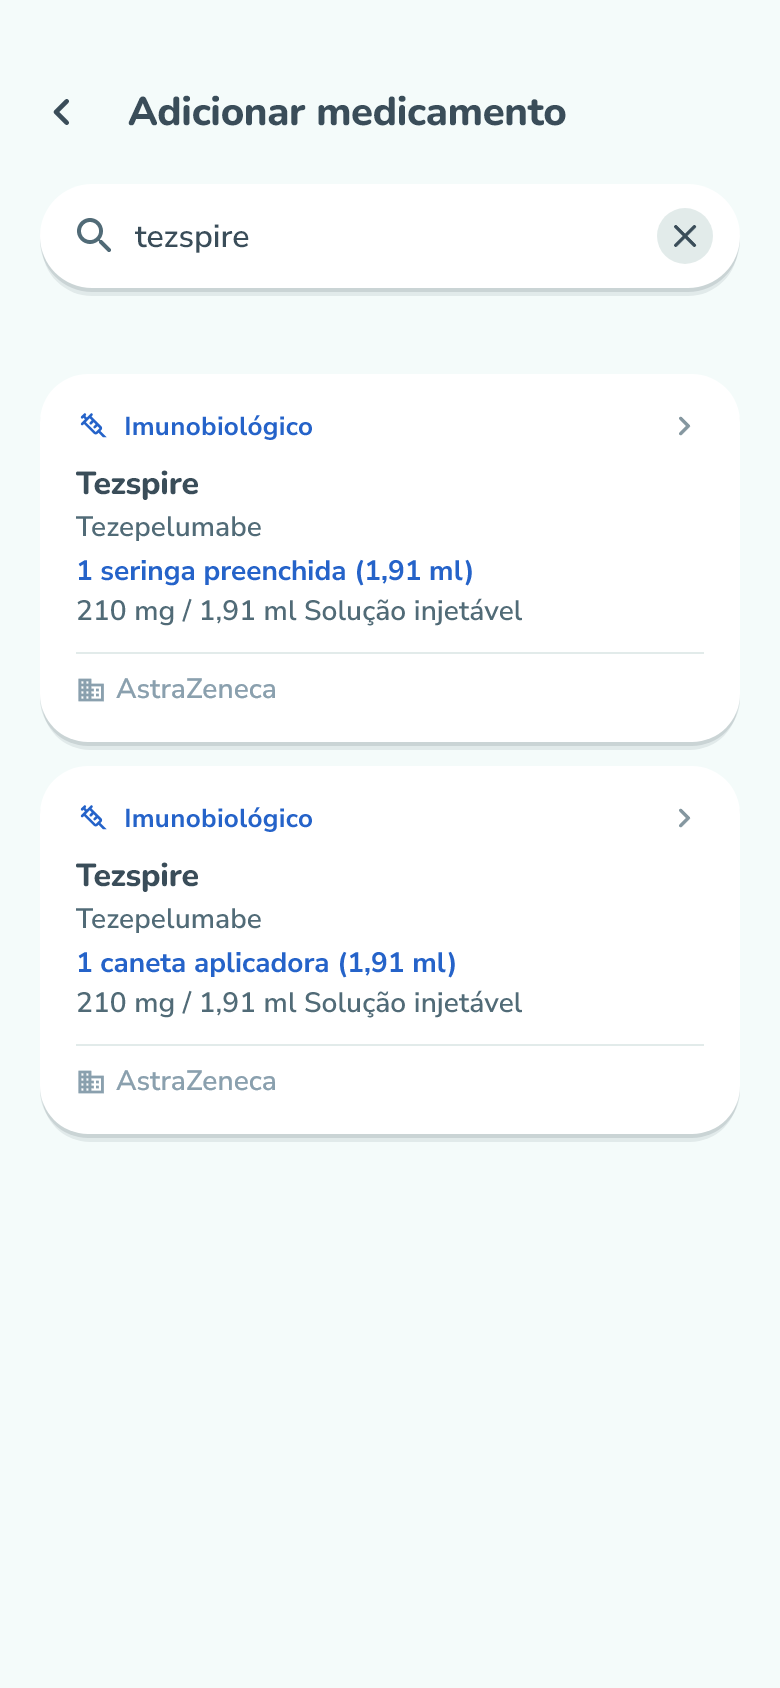 Adicionar medicamento
tezspire
Imunobiológico
Tezspire
Tezepelumabe
1 seringa preenchida (1,91 ml)
210 mg / 1,91 ml Solução injetável
AstraZeneca
Imunobiológico
Tezspire
Tezepelumabe
1 caneta aplicadora (1,91 ml)
210 mg / 1,91 ml Solução injetável
AstraZeneca